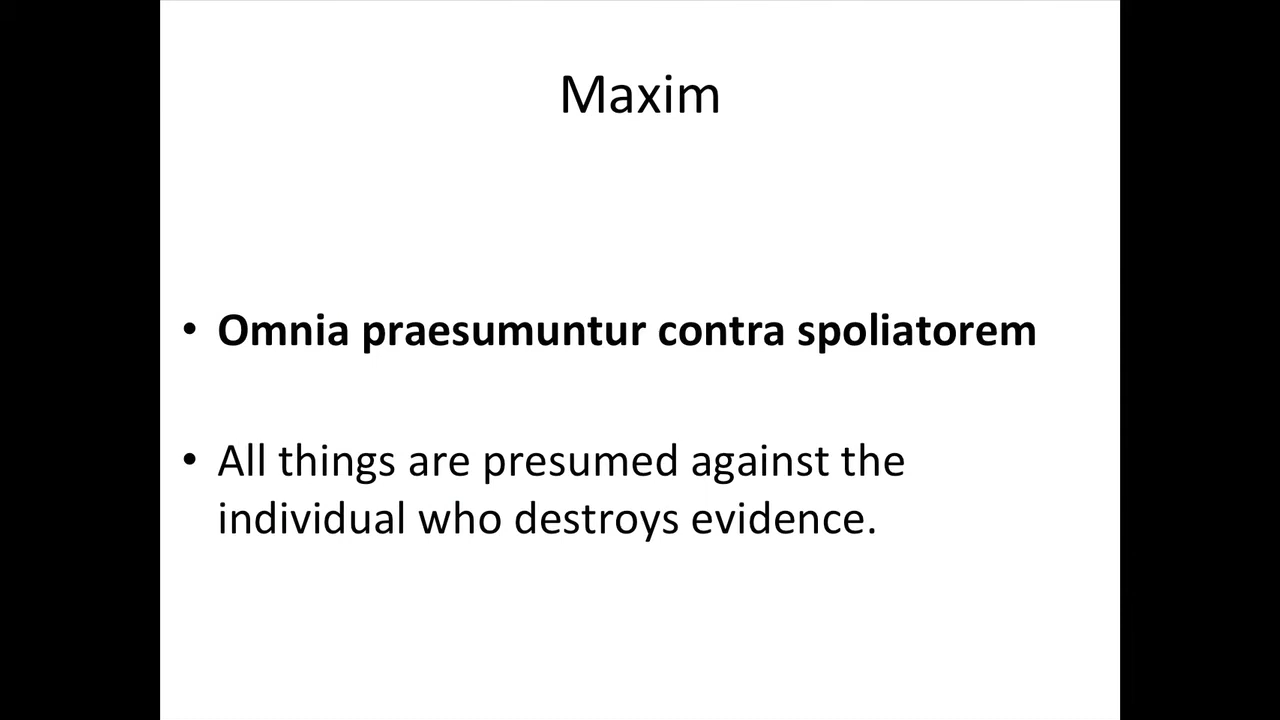 Maxim
• Omnia praesumuntur contra spoliatorem
• All things are presumed against the
individual who destroys evidence.